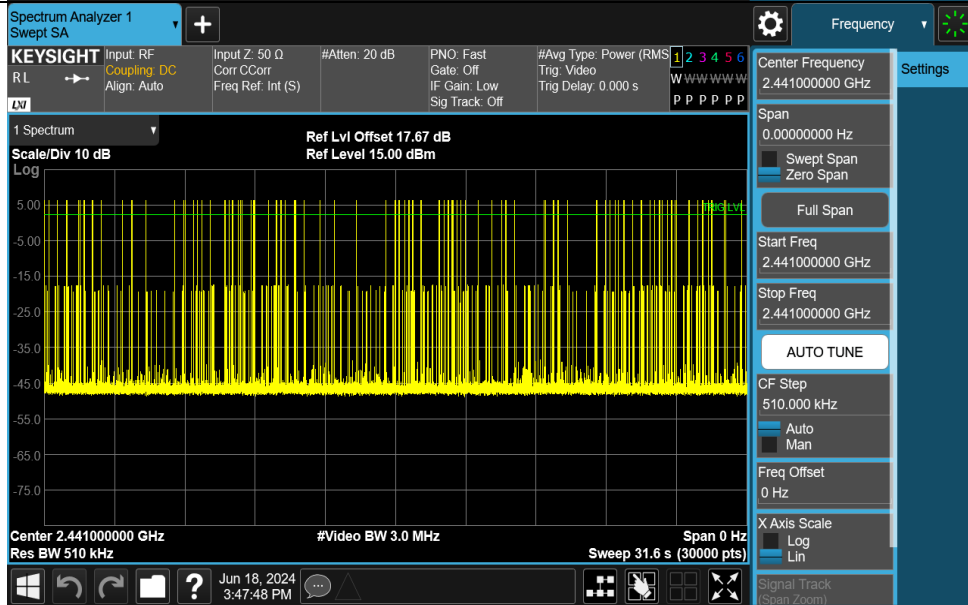 Spectrum Analyzer 1
Swept SA
Frequency
KEYSIGHT
R L
LXI
Input: RF
Coupling: DC
Align: Auto
Input Z: 50 Ω
Corr CCorr
Freq Ref: Int (S)
#Atten: 20 dB
PNO: Fast
Gate: Off
IF Gain: Low
Sig Track: Off
#Avg Type: Power (RMS
Trig: Video
Trig Delay: 0.000 s
1 2 3 4 5 6
W W W W W W
P P P P P P
Center Frequency
2.441000000 GHz
Settings
Span
0.00000000 Hz
Swept Span
Zero Span
Full Span
Start Freq
2.441000000 GHz
Stop Freq
2.441000000 GHz
AUTO TUNE
CF Step
510.000 kHz
Auto
Man
Freq Offset
0 Hz
X Axis Scale
Log
Lin
Signal Track
(Span Zoom)
1 Spectrum
Scale/Div 10 dB
Ref Lvl Offset 17.67 dB
Ref Level 15.00 dBm
Log
5.00
TRIG LVL
-5.00
-15.0
-25.0
-35.0
-45.0
-55.0
-65.0
-75.0
Center 2.441000000 GHz
#Video BW 3.0 MHz
Span 0 Hz
Res BW 510 kHz
Sweep 31.6 s (30000 pts)
?
Jun 18, 2024
3:47:48 PM